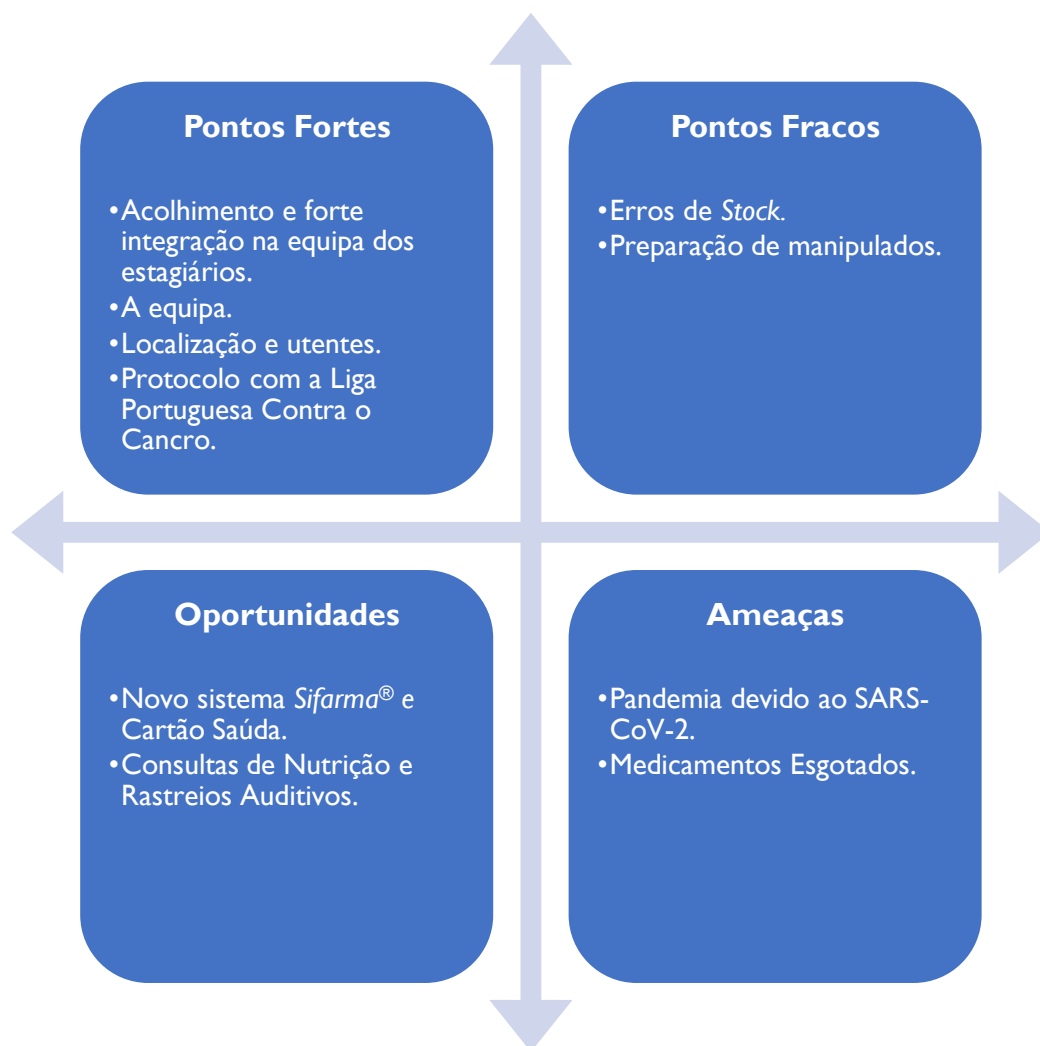 Pontos Fortes
•Acolhimento e forte
integração na equipa dos
estagiários.
•A equipa.
•Localização e utentes.
•Protocolo com a Liga
Portuguesa Contra o
Cancro.
Pontos Fracos
•Erros de Stock.
•Preparação de manipulados.
Oportunidades
•Novo sistema Sifarma® e
Cartão Saúda.
•Consultas de Nutrição e
Rastreios Auditivos.
Ameaças
•Pandemia devido ao SARS-
CoV-2.
•Medicamentos Esgotados.